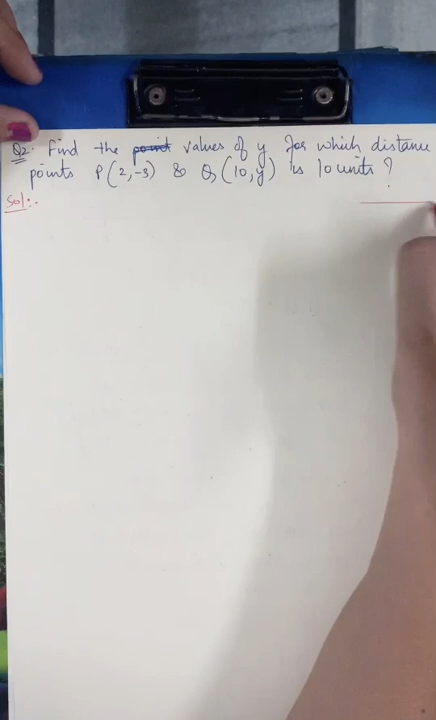 Q2. Find the point values of y for which distance
points P(2,-3) & Q(10,y) is 10 units ?
Sol:.